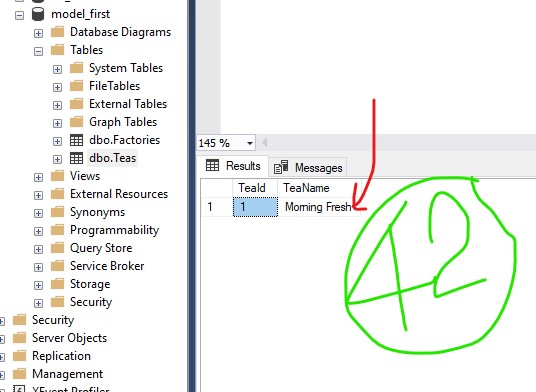 model_first
Database Diagrams
Tables
System Tables
FileTables
External Tables
Graph Tables
dbo.Factories
dbo.Teas
Views
External Resources
Synonyms
Programmability
Query Store
Service Broker
Storage
Security
Security
Server Objects
Replication
Management
XEvent Profiler
145 %
Results Messages
TeaId TeaName
1 1 Morning Fresh
42